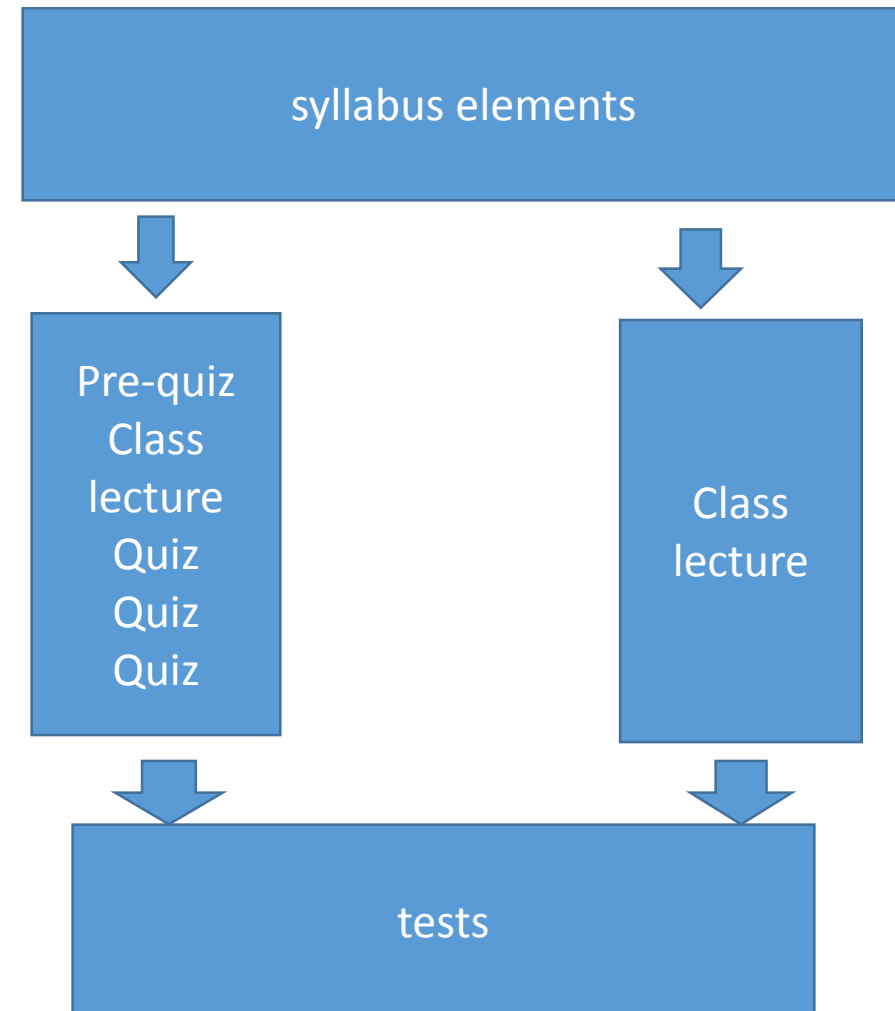 syllabus elements
Pre-quiz
Class
lecture
Quiz
Quiz
Quiz
Class
lecture
tests